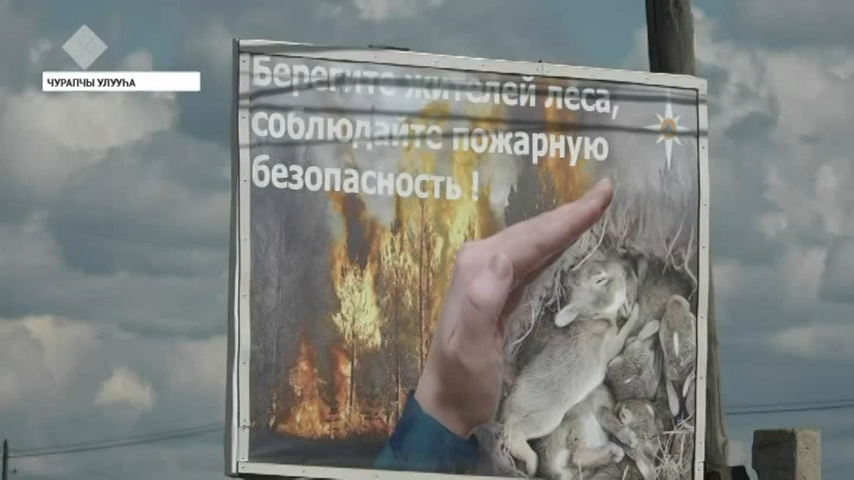 ЧУРАПЧЫ УЛУУҺА
Берегите жителей леса,
соблюдайте пожарную
безопасность !